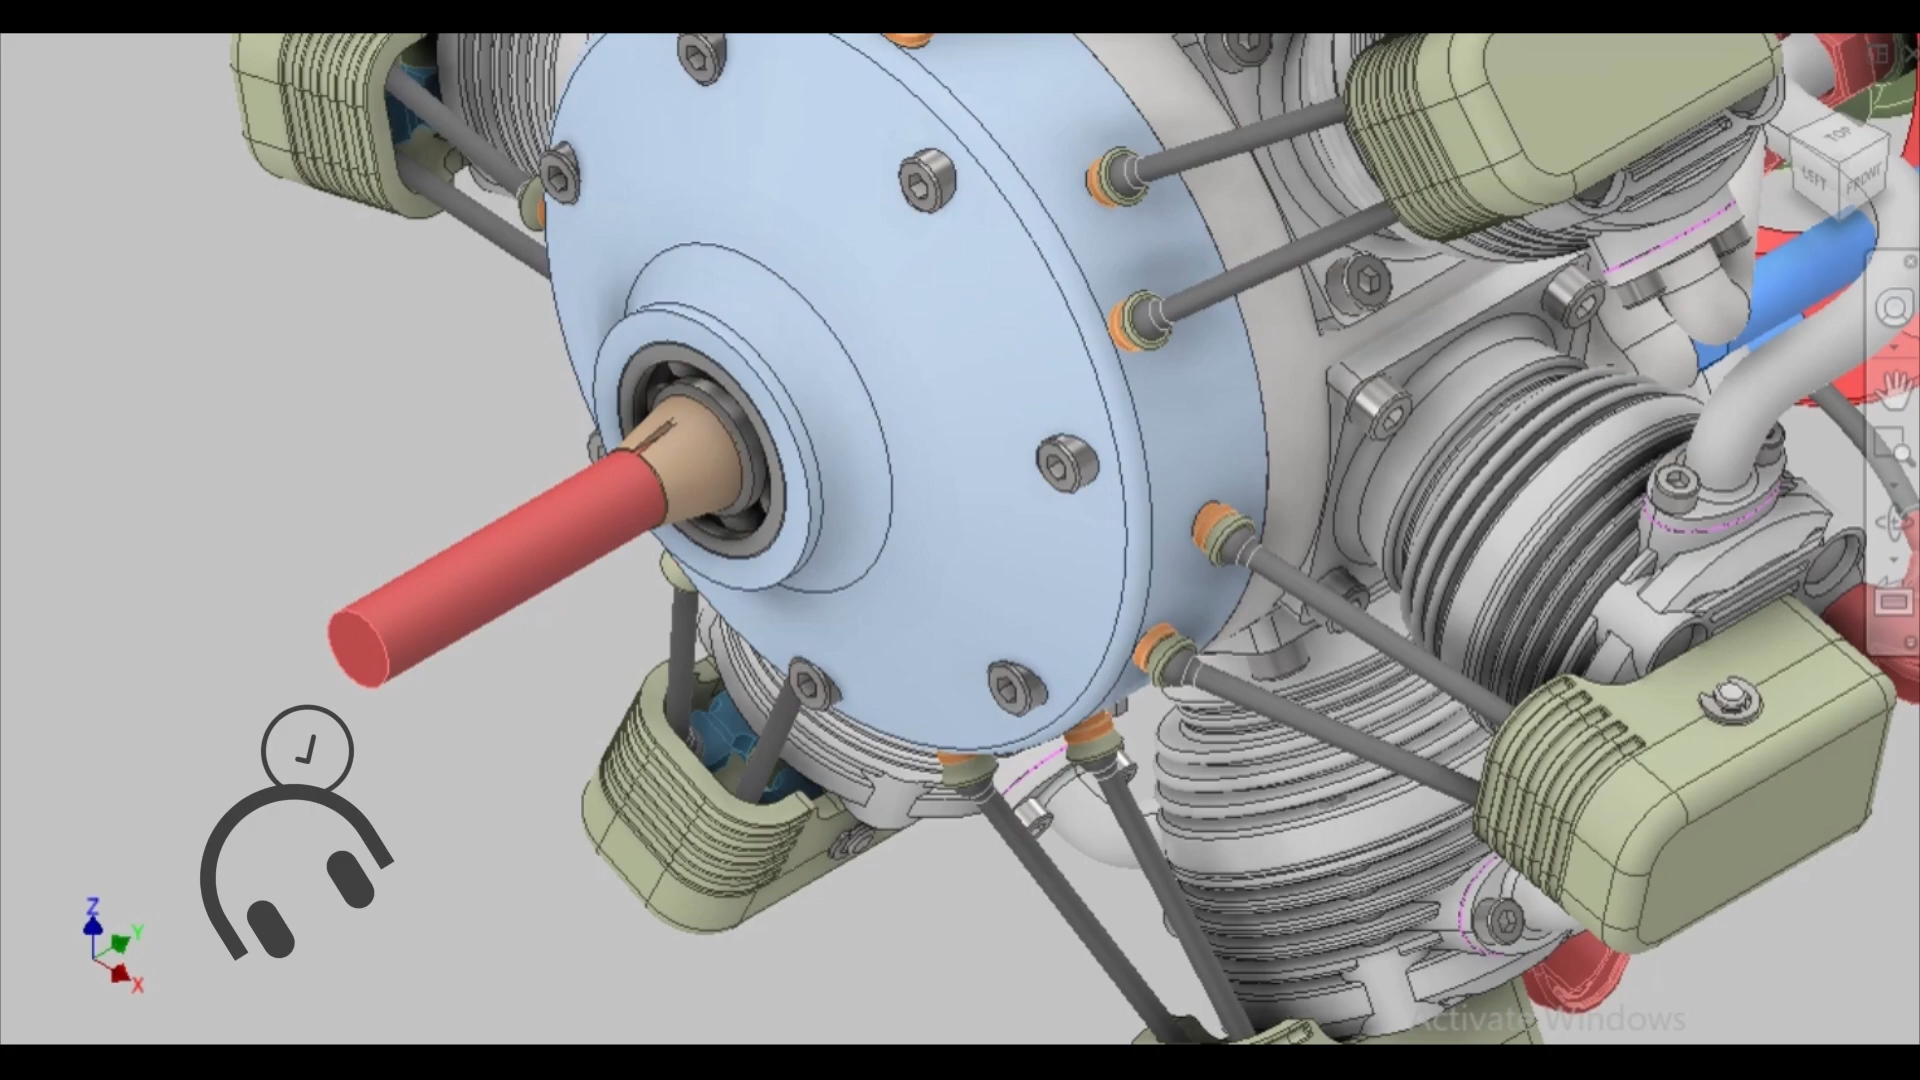 TOP
LEFT
FRONT
Z
Y
X
Activate Windows